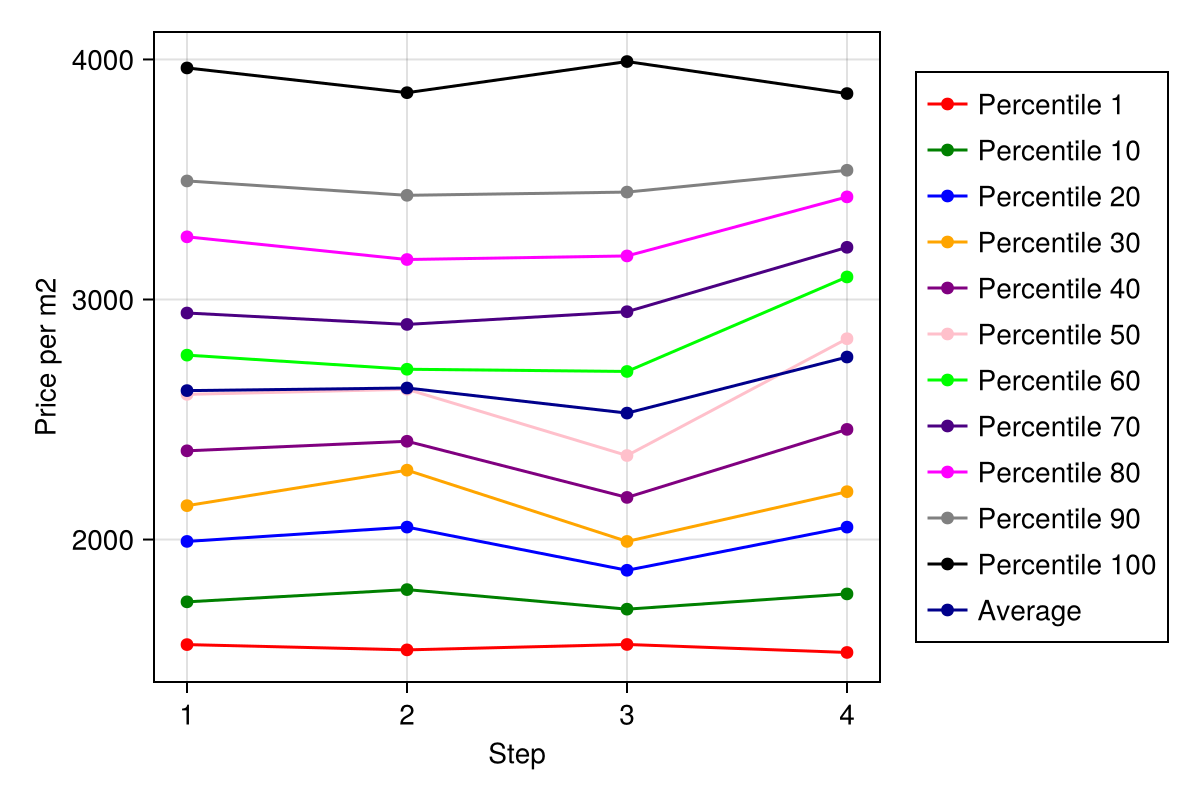 4000
3000
2000
Price per m2
1 2 3 4
Step
Percentile 1
Percentile 10
Percentile 20
Percentile 30
Percentile 40
Percentile 50
Percentile 60
Percentile 70
Percentile 80
Percentile 90
Percentile 100
Average